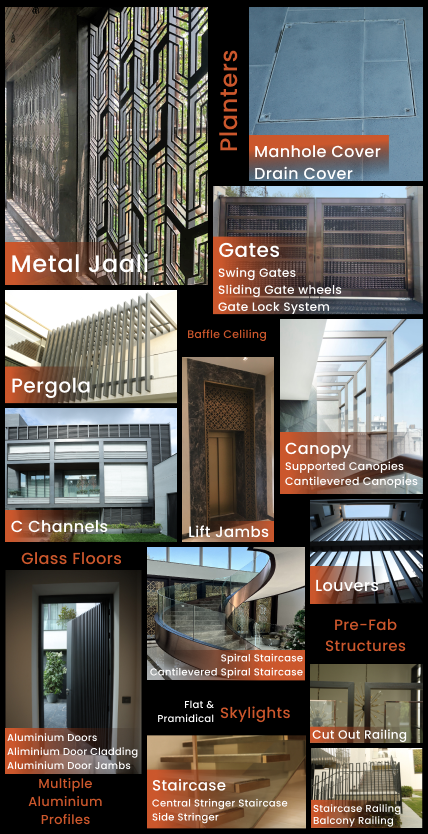 Metal Jaali
Planters
Manhole Cover
Drain Cover
Gates
Swing Gates
Sliding Gate wheels
Gate Lock System
Pergola
Baffle Celiling
Canopy
Supported Canopies
Cantilevered Canopies
C Channels
Lift Jambs
Louvers
Glass Floors
Spiral Staircase
Cantilevered Spiral Staircase
Pre-Fab
Structures
Aluminium Doors
Aliminium Door Cladding
Aluminium Door Jambs
Flat &
Pramidical
Skylights
Cut Out Railing
Multiple
Aluminium
Profiles
Staircase
Central Stringer Staircase
Side Stringer
Staircase Railing
Balcony Railing